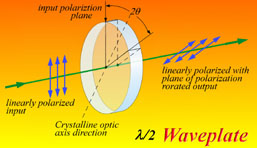 input polariztion
plane
2θ
linearly polarized
input
linearly polarized with
plane of polarization
rorated output
Crystalline optic
axis direction
λ/2 Waveplate